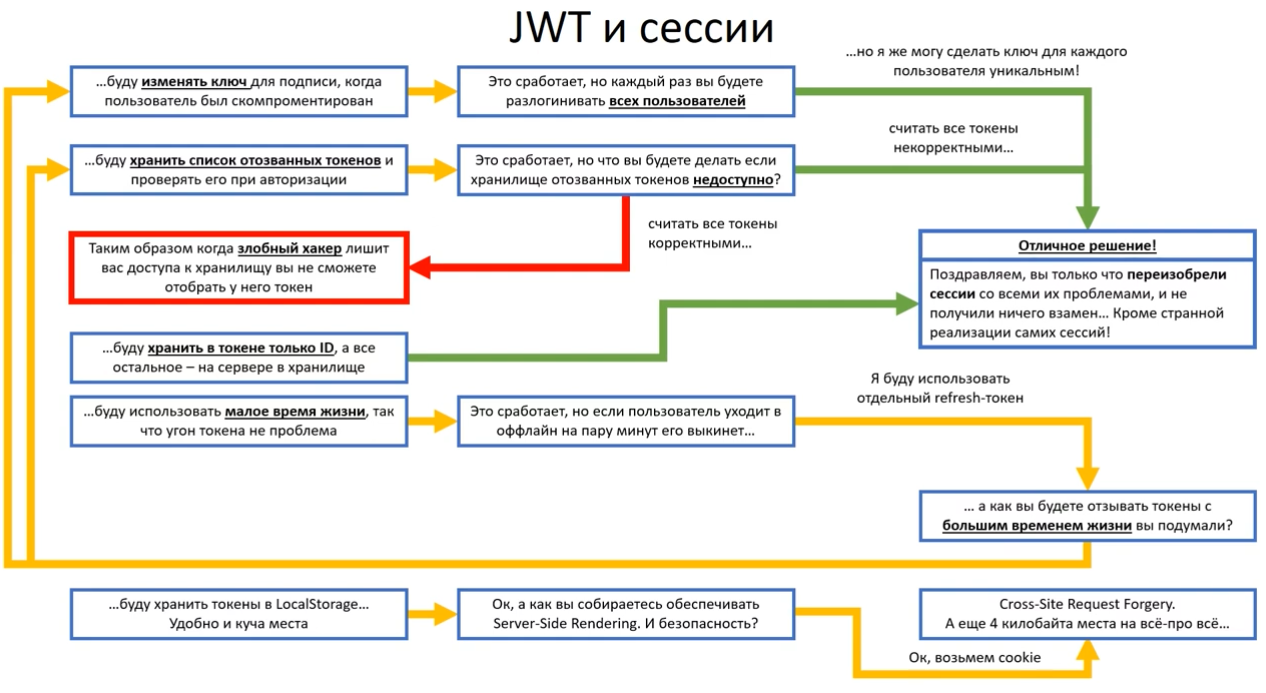 JWT и сессии
…но я же могу сделать ключ для каждого
пользователя уникальным!
…буду изменять ключ для подписи, когда
пользователь был скомпроментирован
Это сработает, но каждый раз вы будете
разлогинивать всех пользователей
считать все токены
некорректными…
…буду хранить список отозванных токенов и
проверять его при авторизации
Это сработает, но что вы будете делать если
хранилище отозванных токенов недоступно?
считать все токены
корректными…
Таким образом когда злобный хакер лишит
вас доступа к хранилищу вы не сможете
отобрать у него токен
Отличное решение!
Поздравляем, вы только что переизобрели
сессии со всеми их проблемами, и не
получили ничего взамен… Кроме странной
реализации самих сессий!
…буду хранить в токене только ID, а все
остальное – на сервере в хранилище
Я буду использовать
отдельный refresh-токен
…буду использовать малое время жизни, так
что угон токена не проблема
Это сработает, но если пользователь уходит в
оффлайн на пару минут его выкинет…
… а как вы будете отзывать токены с
большим временем жизни вы подумали?
…буду хранить токены в LocalStorage…
Удобно и куча места
Ок, а как вы собираетесь обеспечивать
Server-Side Rendering. И безопасность?
Cross-Site Request Forgery.
А еще 4 килобайта места на всё-про всё…
Ок, возьмем cookie